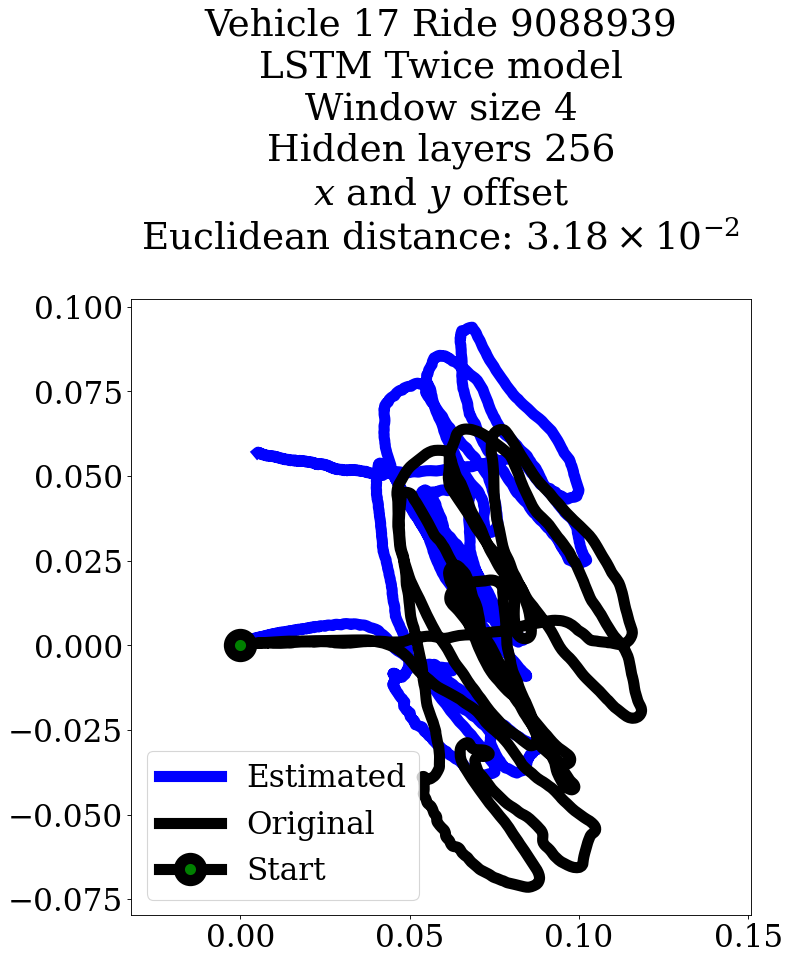 Vehicle 17 Ride 9088939
LSTM Twice model
Window size 4
Hidden layers 256
x and y offset
Euclidean distance: 3.18 × 10⁻²
0.100
0.075
0.050
0.025
0.000
−0.025
−0.050
−0.075
Estimated
Original
Start
0.00 0.05 0.10 0.15